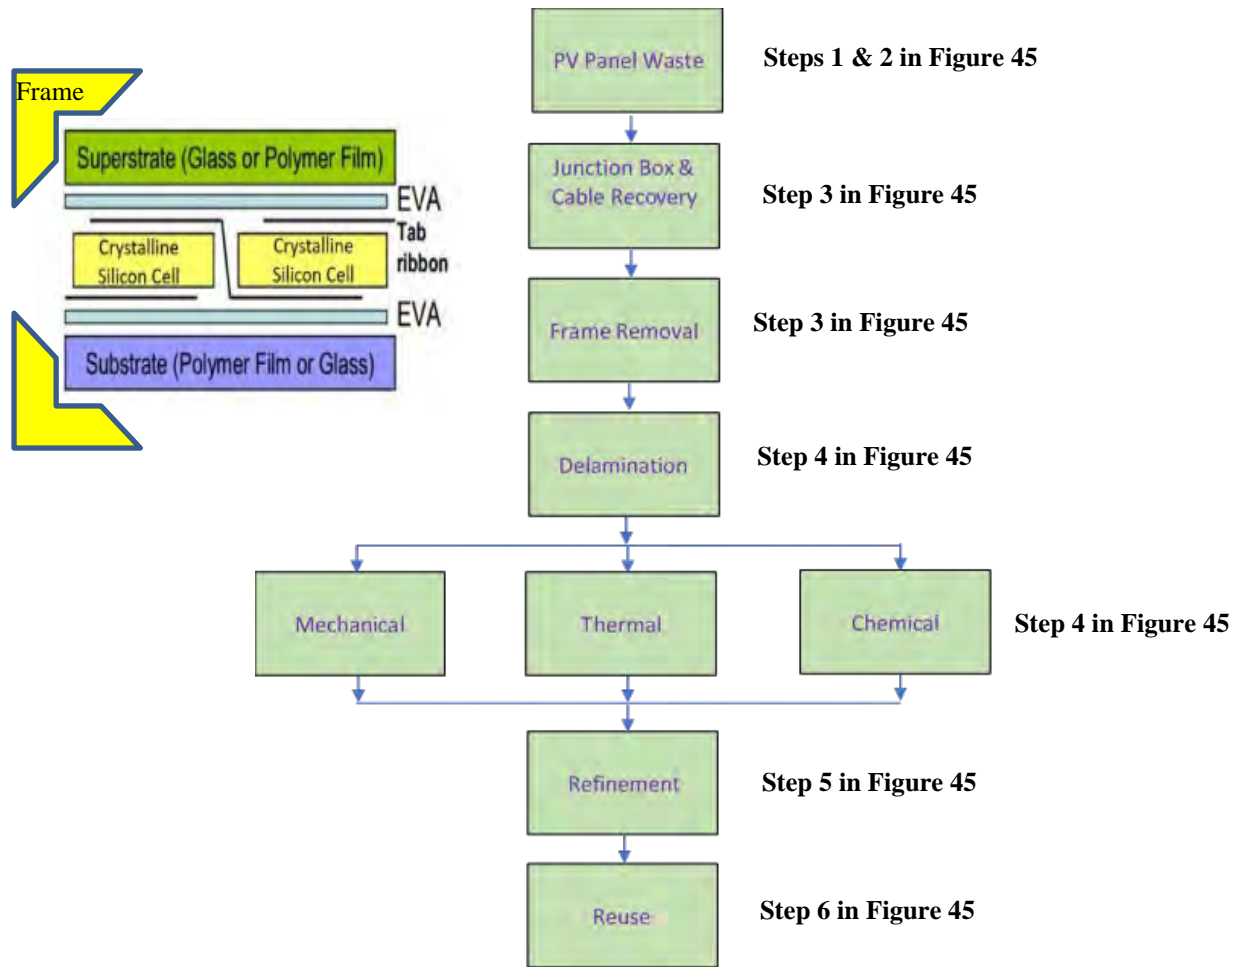 Frame
Superstrate (Glass or Polymer Film)
EVA
Tab
ribbon
Crystalline
Silicon Cell
Crystalline
Silicon Cell
EVA
Substrate (Polymer Film or Glass)
PV Panel Waste
Steps 1 & 2 in Figure 45
Junction Box &
Cable Recovery
Step 3 in Figure 45
Frame Removal
Step 3 in Figure 45
Delamination
Step 4 in Figure 45
Mechanical
Thermal
Chemical
Step 4 in Figure 45
Refinement
Step 5 in Figure 45
Reuse
Step 6 in Figure 45